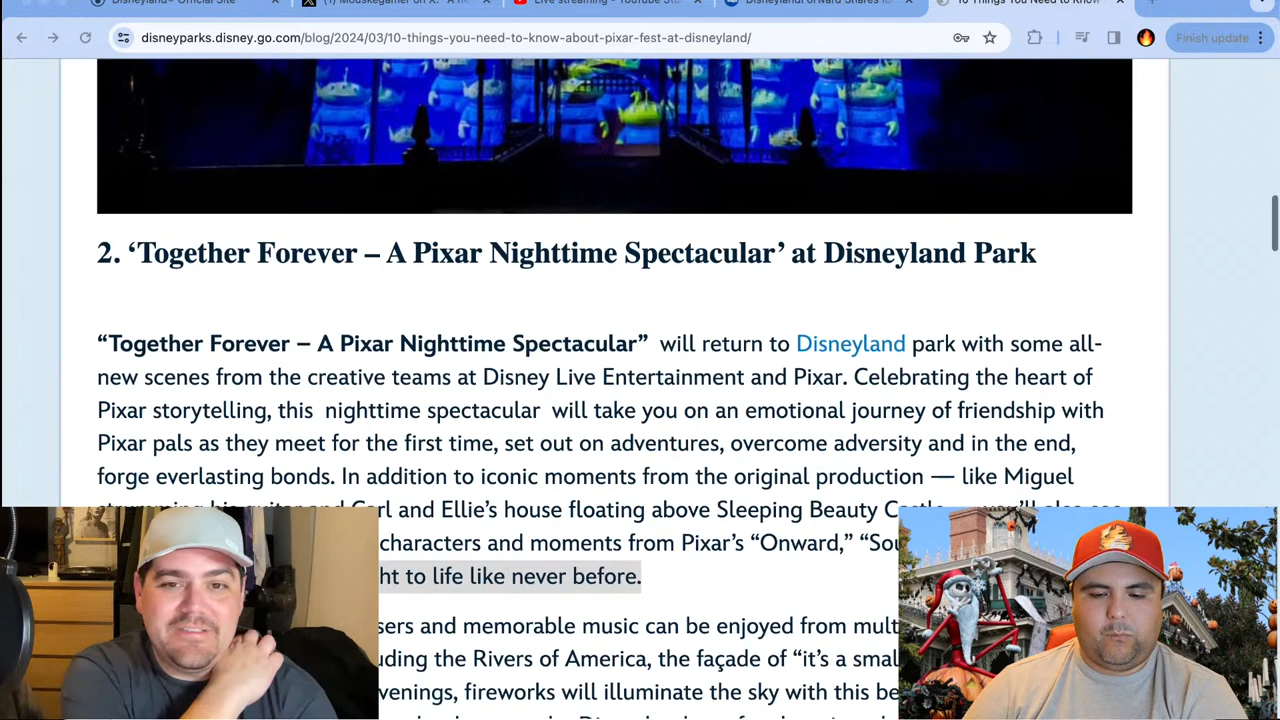 Disneyland® Official Site
(1) Mouskegamer on X: "A ne
Live streaming - YouTube Stu
DisneylandForward Shares Id
10 Things You Need to Know
disneyparks.disney.go.com/blog/2024/03/10-things-you-need-to-know-about-pixar-fest-at-disneyland/
Finish update
2. ‘Together Forever – A Pixar Nighttime Spectacular’ at Disneyland Park
“Together Forever – A Pixar Nighttime Spectacular” will return to Disneyland park with some all-
new scenes from the creative teams at Disney Live Entertainment and Pixar. Celebrating the heart of
Pixar storytelling, this nighttime spectacular will take you on an emotional journey of friendship with
Pixar pals as they meet for the first time, set out on adventures, overcome adversity and in the end,
forge everlasting bonds. In addition to iconic moments from the original production — like Miguel
strumming his guitar and Carl and Ellie’s house floating above Sleeping Beauty Castle
characters and moments from Pixar’s “Onward,” “Sou
ht to life like never before.
sers and memorable music can be enjoyed from mult
uding the Rivers of America, the façade of “it’s a smal
venings, fireworks will illuminate the sky with this be